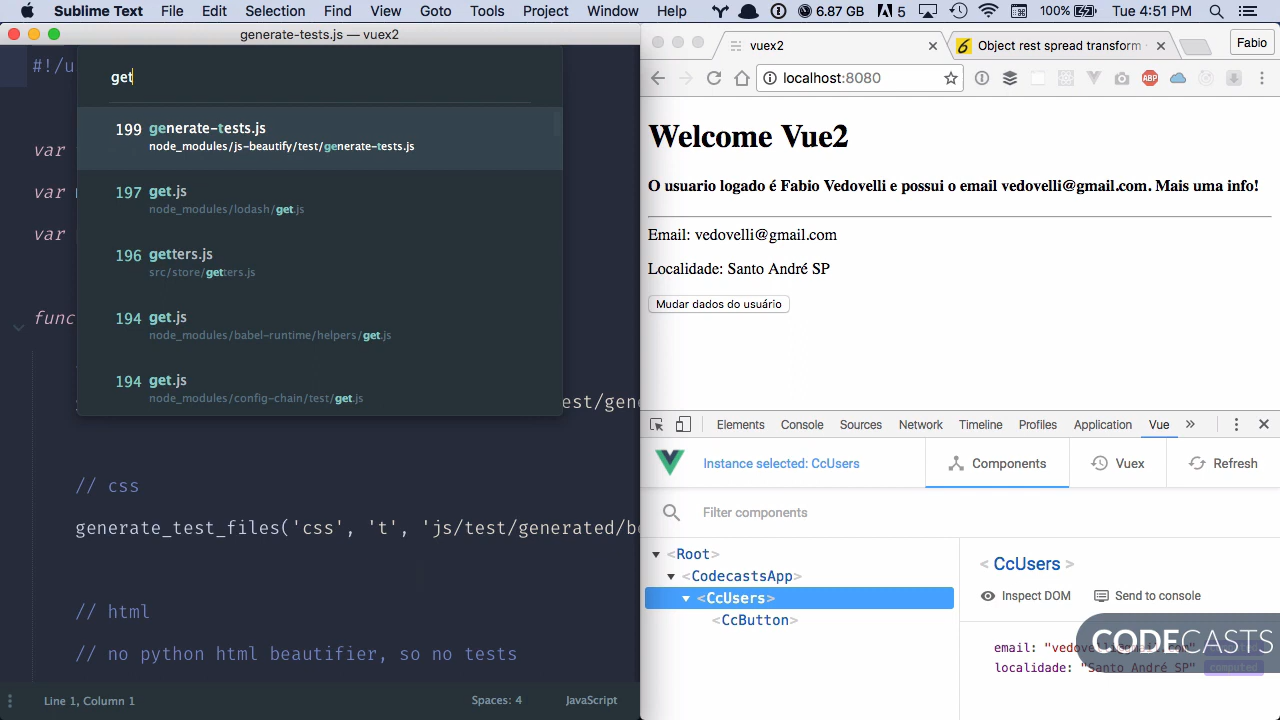 Sublime Text File Edit Selection Find View Goto Tools Project Window Help 6.87 GB 5 100% Tue 4:51 PM
generate-tests.js — vuex2
#!/u
get
199 generate-tests.js
node_modules/js-beautify/test/generate-tests.js
var
197 get.js
node_modules/lodash/get.js
var
var
196 getters.js
src/store/getters.js
194 get.js
node_modules/babel-runtime/helpers/get.js
func
194 get.js
node_modules/config-chain/test/get.js
// css
generate_test_files('css', 't', 'js/test/generated/be
// html
// no python html beautifier, so no tests
Line 1, Column 1 Spaces: 4 JavaScript
vuex2
Object rest spread transform
Fabio
localhost:8080
ABP
Welcome Vue2
O usuario logado é Fabio Vedovelli e possui o email vedovelli@gmail.com. Mais uma info!
Email: vedovelli@gmail.com
Localidade: Santo André SP
Mudar dados do usuário
Elements Console Sources Network Timeline Profiles Application Vue »
Instance selected: CcUsers
Components
Vuex
Refresh
Filter components
<Root>
<CodecastsApp>
<CcUsers>
<CcButton>
< CcUsers >
Inspect DOM Send to console
email: "vedovelli@gmail.com"
localidade: "Santo André SP" computed
CODECASTS